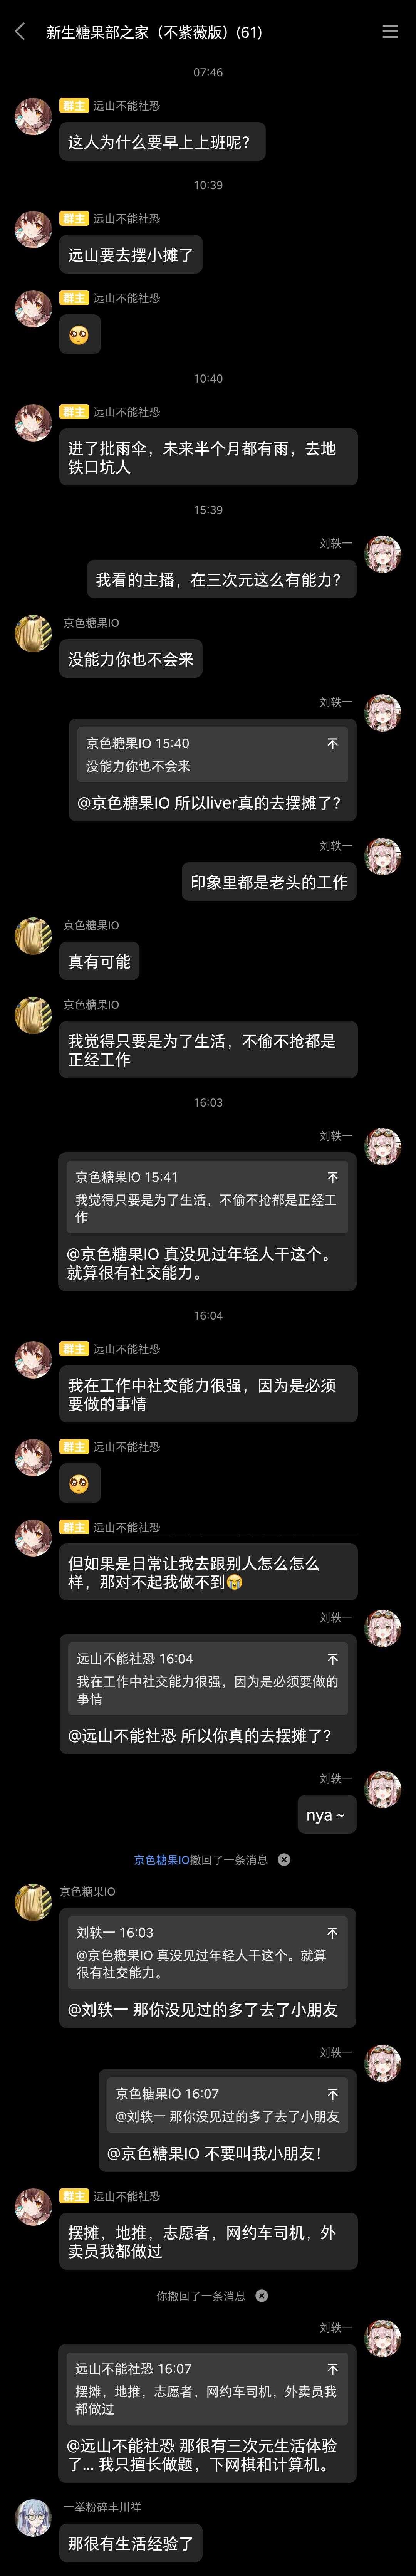 新生糖果部之家（不紫薇版）(61)
07:46
群主 远山不能社恐
这人为什么要早上上班呢？
10:39
群主 远山不能社恐
远山要去摆小摊了
群主 远山不能社恐
🥺
10:40
群主 远山不能社恐
进了批雨伞，未来半个月都有雨，去地
铁口坑人
15:39
刘轶一
我看的主播，在三次元这么有能力？
京色糖果IO
没能力你也不会来
刘轶一
京色糖果IO 15:40
没能力你也不会来
@京色糖果IO 所以liver真的去摆摊了？
刘轶一
印象里都是老头的工作
京色糖果IO
真有可能
京色糖果IO
我觉得只要是为了生活，不偷不抢都是
正经工作
16:03
刘轶一
京色糖果IO 15:41
我觉得只要是为了生活，不偷不抢都是正经工
作
@京色糖果IO 真没见过年轻人干这个。
就算很有社交能力。
16:04
群主 远山不能社恐
我在工作中社交能力很强，因为是必须
要做的事情
群主 远山不能社恐
🥺
群主 远山不能社恐
但如果是日常让我去跟别人怎么怎么
样，那对不起我做不到😭
刘轶一
远山不能社恐 16:04
我在工作中社交能力很强，因为是必须要做的
事情
@远山不能社恐 所以你真的去摆摊了？
刘轶一
nya～
京色糖果IO撤回了一条消息
京色糖果IO
刘轶一 16:03
@京色糖果IO 真没见过年轻人干这个。就算
很有社交能力。
@刘轶一 那你没见过的多了去了小朋友
刘轶一
京色糖果IO 16:07
@刘轶一 那你没见过的多了去了小朋友
@京色糖果IO 不要叫我小朋友！
群主 远山不能社恐
摆摊，地推，志愿者，网约车司机，外
卖员我都做过
你撤回了一条消息
刘轶一
远山不能社恐 16:07
摆摊，地推，志愿者，网约车司机，外卖员我
都做过
@远山不能社恐 那很有三次元生活体验
了... 我只擅长做题，下网棋和计算机。
一举粉碎丰川祥
那很有生活经验了